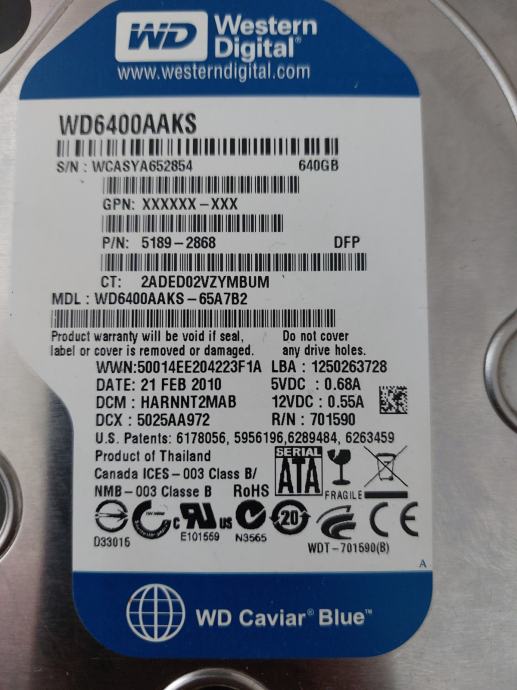 WD Western Digital®
www.westerndigital.com
WD6400AAKS
S/N : WCASYA652854 640GB
GPN: XXXXXX-XXX
P/N: 5189-2868 DFP
CT: 2ADED02VZYMBUM
MDL : WD6400AAKS-65A7B2
Product warranty will be void if seal, Do not cover
label or cover is removed or damaged. any drive holes.
WWN:50014EE204223F1A LBA : 1250263728
DATE: 21 FEB 2010 5VDC : 0.68A
DCM : HARNNT2MAB 12VDC : 0.55A
DCX : 5025AA972 R/N : 701590
U.S. Patents: 6178056, 5956196,6289484, 6263459
Product of Thailand
Canada ICES-003 Class B/
NMB-003 Classe B RoHS
SERIAL
ATA
FRAGILE
c us 20 CE
D33015 E101559 N3565 WDT-701590(B)
A
WD Caviar® Blue™